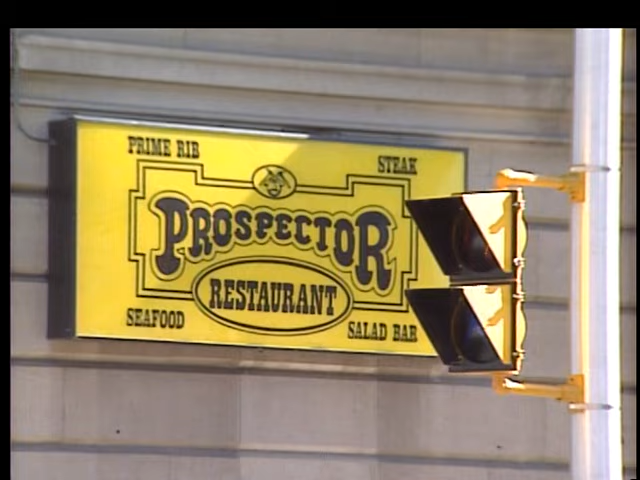 PRIME RIB
STEAK
PROSPECTOR
RESTAURANT
SEAFOOD
SALAD BAR